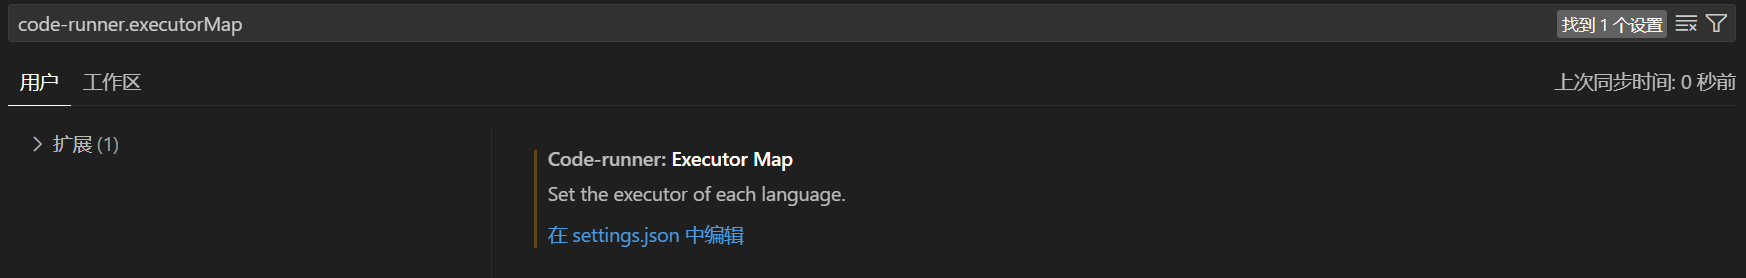 code-runner.executorMap
找到 1 个设置
用户 工作区
上次同步时间: 0 秒前
扩展 (1)
Code-runner: Executor Map
Set the executor of each language.
在 settings.json 中编辑